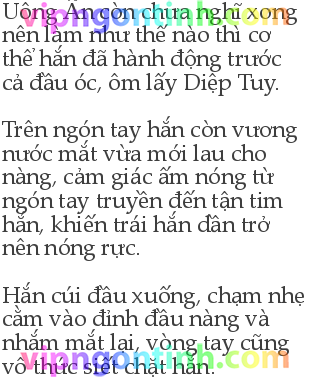 Uông Ấn còn chưa nghĩ xong
nên làm như thế nào thì cơ
thể hắn đã hành động trước
cả đầu óc, ôm lấy Diệp Tuy.
Trên ngón tay hắn còn vương
nước mắt vừa mới lau cho
nàng, cảm giác ấm nóng từ
ngón tay truyền đến tận tim
hắn, khiến trái hắn dần trở
nên nóng rực.
Hắn cúi đầu xuống, chạm nhẹ
cằm vào đỉnh đầu nàng và
nhắm mắt lại, vòng tay cũng
vô thức siết chặt hắn.
vipngontinh.com
vipngontinh.com